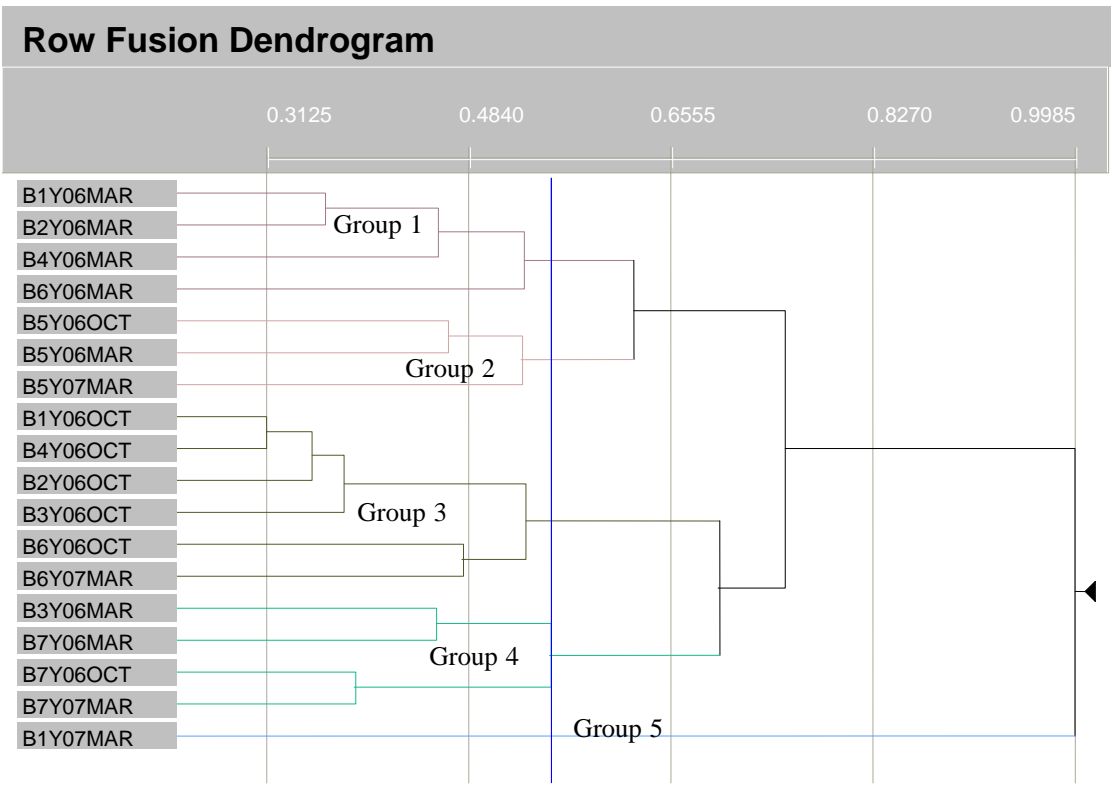 Row Fusion Dendrogram
0.3125 0.4840 0.6555 0.8270 0.9985
B1Y06MAR
B2Y06MAR Group 1
B4Y06MAR
B6Y06MAR
B5Y06OCT
B5Y06MAR
Group 2
B5Y07MAR
B1Y06OCT
B4Y06OCT
B2Y06OCT
B3Y06OCT Group 3
B6Y06OCT
B6Y07MAR
B3Y06MAR
B7Y06MAR
Group 4
B7Y06OCT
B7Y07MAR
Group 5
B1Y07MAR